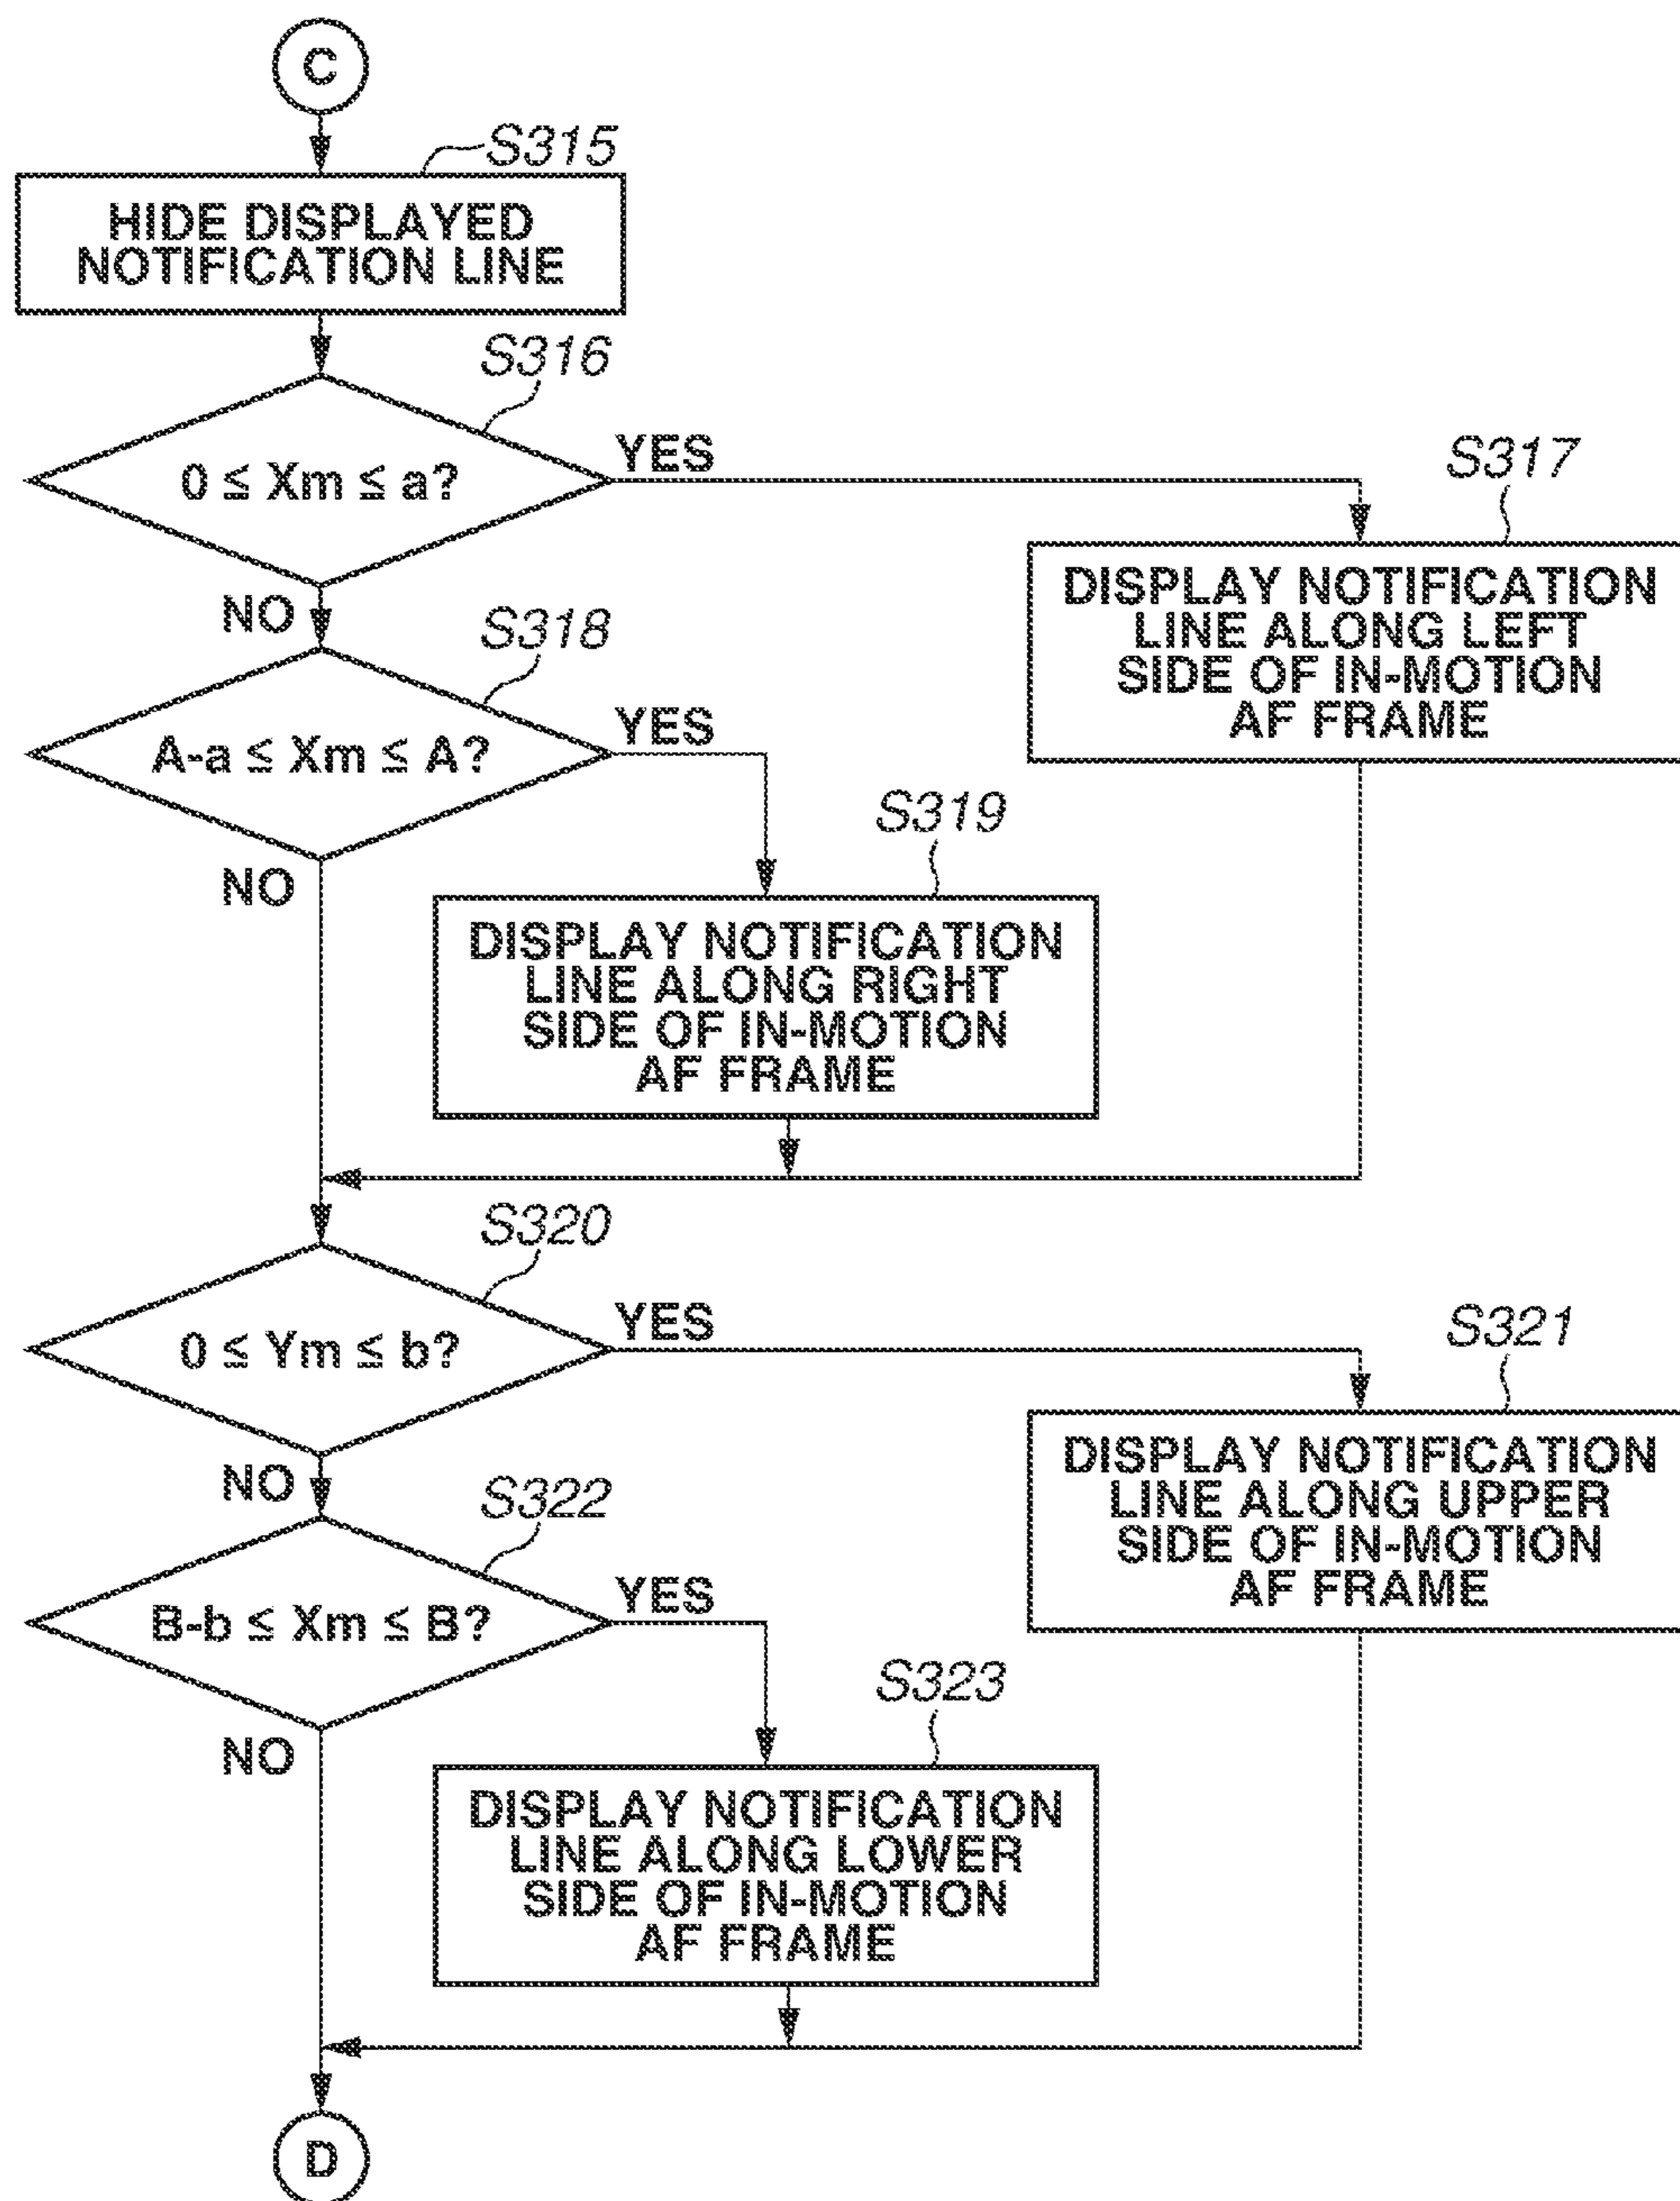 C
S315
HIDE DISPLAYED
NOTIFICATION LINE
S316
0 ≤ Xm ≤ a?
YES
NO
S317
DISPLAY NOTIFICATION
LINE ALONG LEFT
SIDE OF IN-MOTION
AF FRAME
S318
A-a ≤ Xm ≤ A?
YES
NO
S319
DISPLAY NOTIFICATION
LINE ALONG RIGHT
SIDE OF IN-MOTION
AF FRAME
S320
0 ≤ Ym ≤ b?
YES
NO
S321
DISPLAY NOTIFICATION
LINE ALONG UPPER
SIDE OF IN-MOTION
AF FRAME
S322
B-b ≤ Xm ≤ B?
YES
NO
S323
DISPLAY NOTIFICATION
LINE ALONG LOWER
SIDE OF IN-MOTION
AF FRAME
D